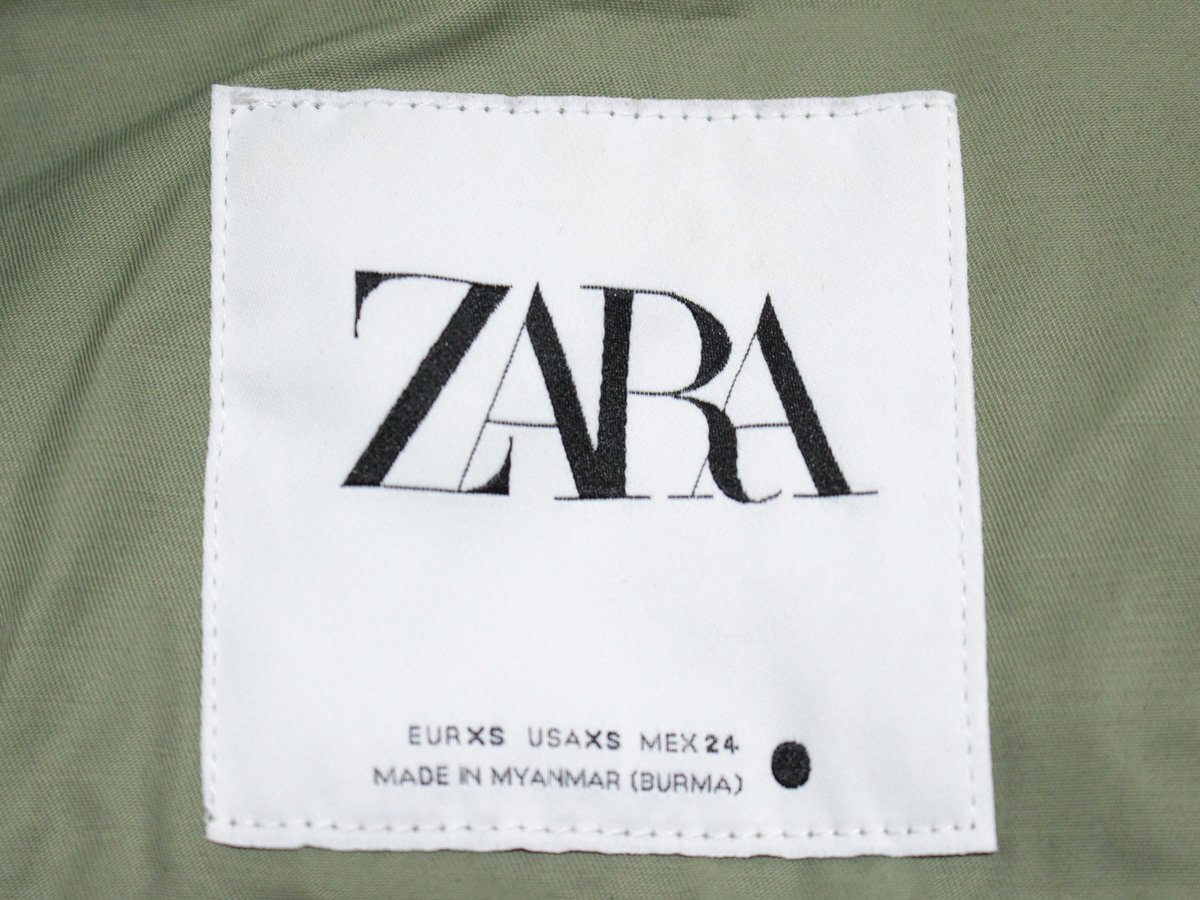 ZARA
EUR XS USA XS MEX 24
MADE IN MYANMAR (BURMA)